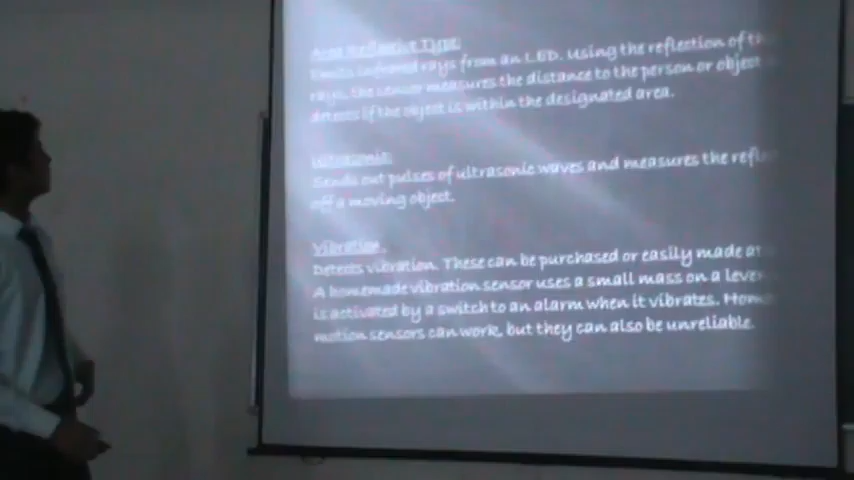 Area Reflective Type:
Emits infrared rays from an LED. Using the reflection of
rays, the sensor measures the distance to the person or object
detects if the object is within the designated area.
Ultrasonic:
Sends out pulses of ultrasonic waves and measures the
off a moving object.
Vibration.
Detects vibration. These can be purchased or easily made at
A homemade vibration sensor uses a small mass on a lever
is activated by a switch to an alarm when it vibrates.
motion sensors can work, but they can also be unreliable.